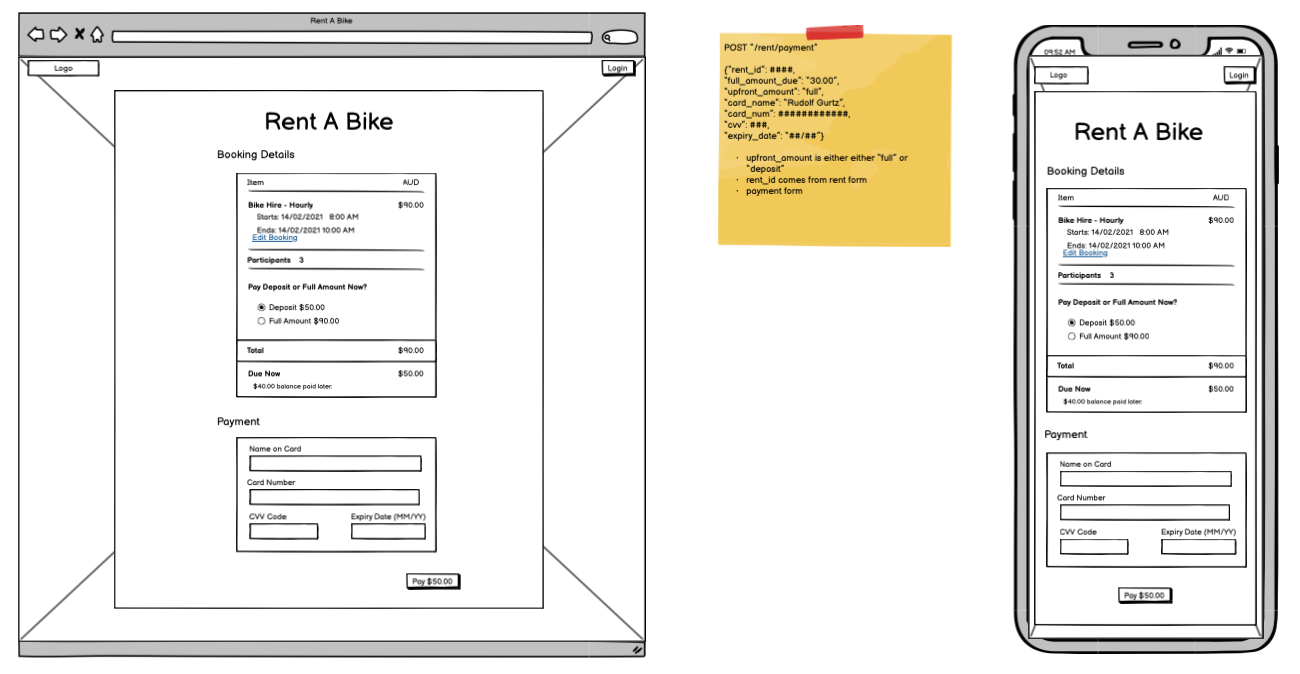 Rent A Bike
Logo
Login
Rent A Bike
Booking Details
Item AUD
Bike Hire - Hourly $90.00
Starts: 14/02/2021 8:00 AM
Ends: 14/02/2021 10:00 AM
Edit Booking
Participants 3
Pay Deposit or Full Amount Now?
Deposit $50.00
Full Amount $90.00
Total $90.00
Due Now $50.00
$40.00 balance paid later.
Payment
Name on Card
Card Number
CVV Code Expiry Date (MM/YY)
Pay $50.00
POST "/rent/payment"
{"rent_id": ####,
"full_amount_due": "30.00",
"upfront_amount": "full",
"card_name": "Rudolf Gurtz",
"card_num": ############,
"cvv": ###,
"expiry_date": "##/##"}
· upfront_amount is either either "full" or
"deposit"
· rent_id comes from rent form
· payment form
09:52 AM
Logo
Login
Rent A Bike
Booking Details
Item AUD
Bike Hire - Hourly $90.00
Starts: 14/02/2021 8:00 AM
Ends: 14/02/2021 10:00 AM
Edit Booking
Participants 3
Pay Deposit or Full Amount Now?
Deposit $50.00
Full Amount $90.00
Total $90.00
Due Now $50.00
$40.00 balance paid later.
Payment
Name on Card
Card Number
CVV Code Expiry Date (MM/YY)
Pay $50.00